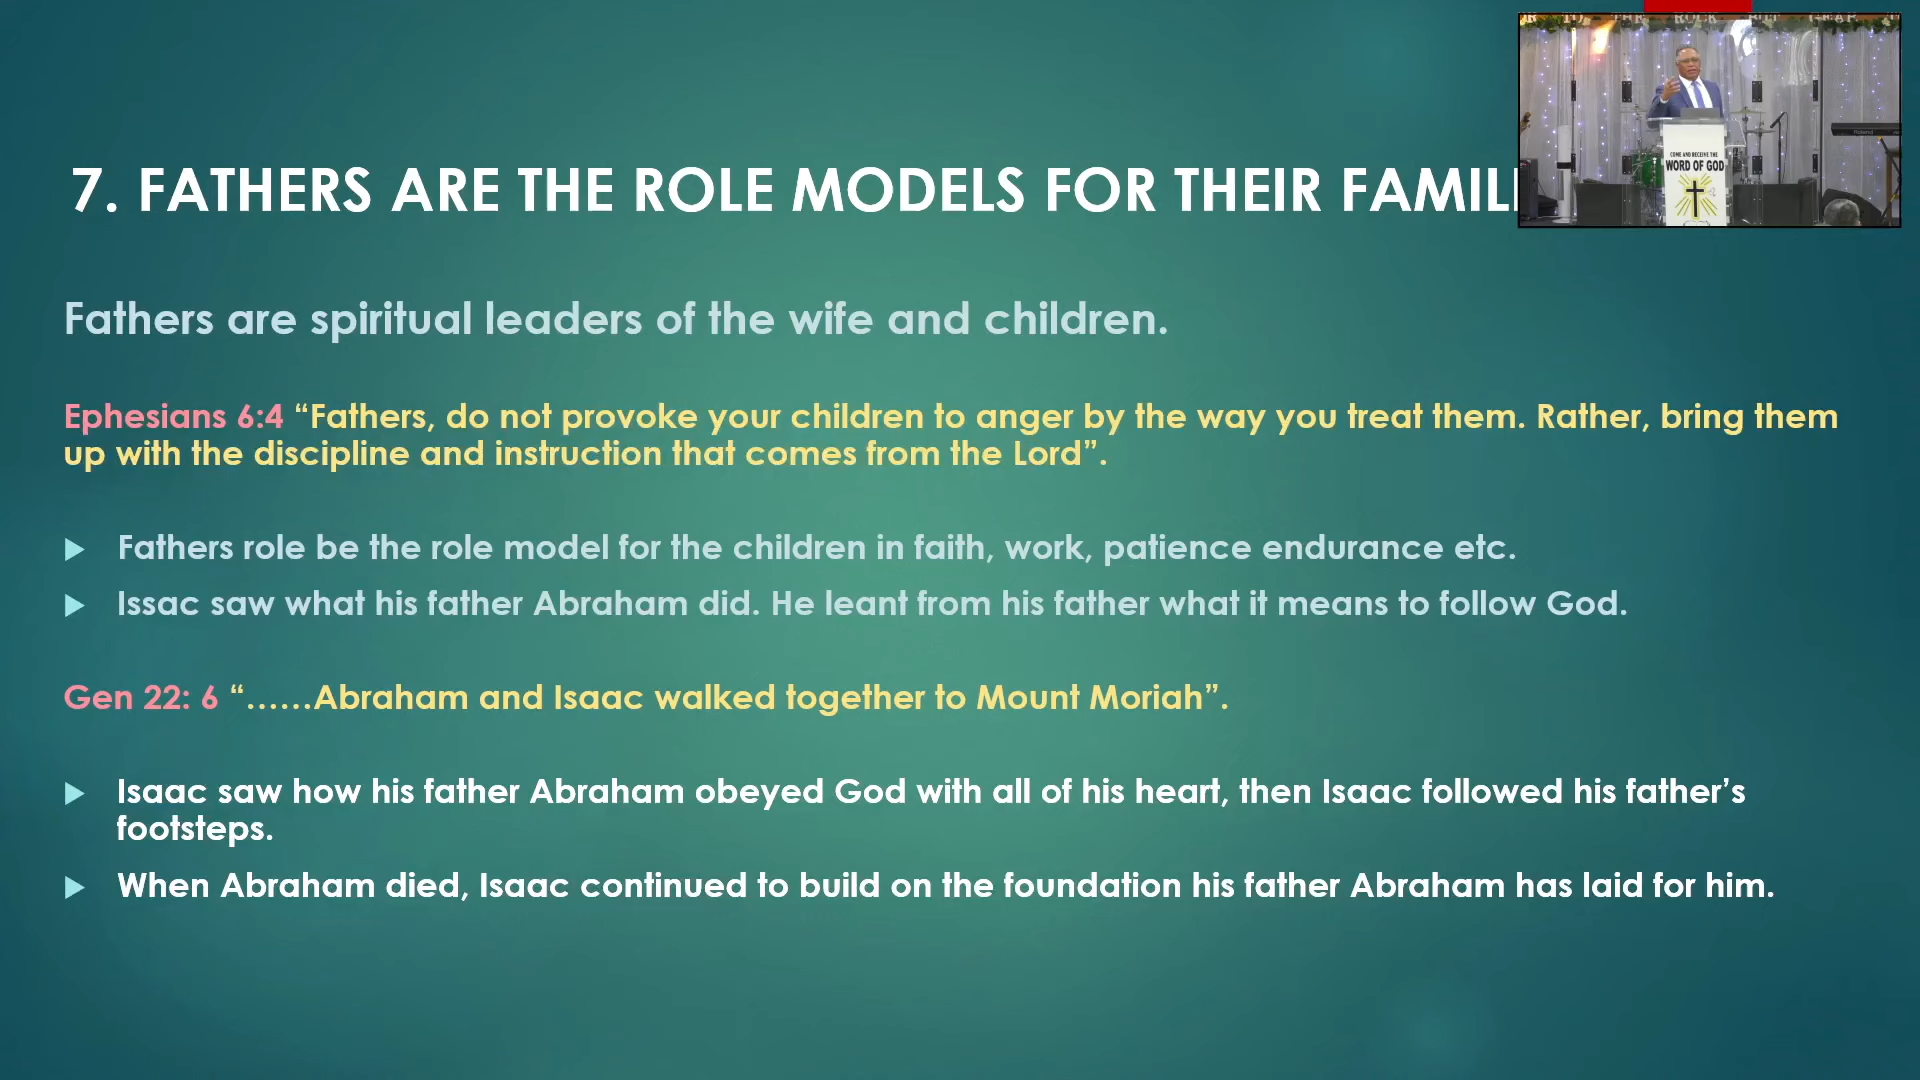 7. FATHERS ARE THE ROLE MODELS FOR THEIR FAMILI
COME AND RECEIVE THE
WORD OF GOD
Fathers are spiritual leaders of the wife and children.
Ephesians 6:4 “Fathers, do not provoke your children to anger by the way you treat them. Rather, bring them
up with the discipline and instruction that comes from the Lord”.
Fathers role be the role model for the children in faith, work, patience endurance etc.
Issac saw what his father Abraham did. He leant from his father what it means to follow God.
Gen 22: 6 “......Abraham and Isaac walked together to Mount Moriah”.
Isaac saw how his father Abraham obeyed God with all of his heart, then Isaac followed his father’s
footsteps.
When Abraham died, Isaac continued to build on the foundation his father Abraham has laid for him.